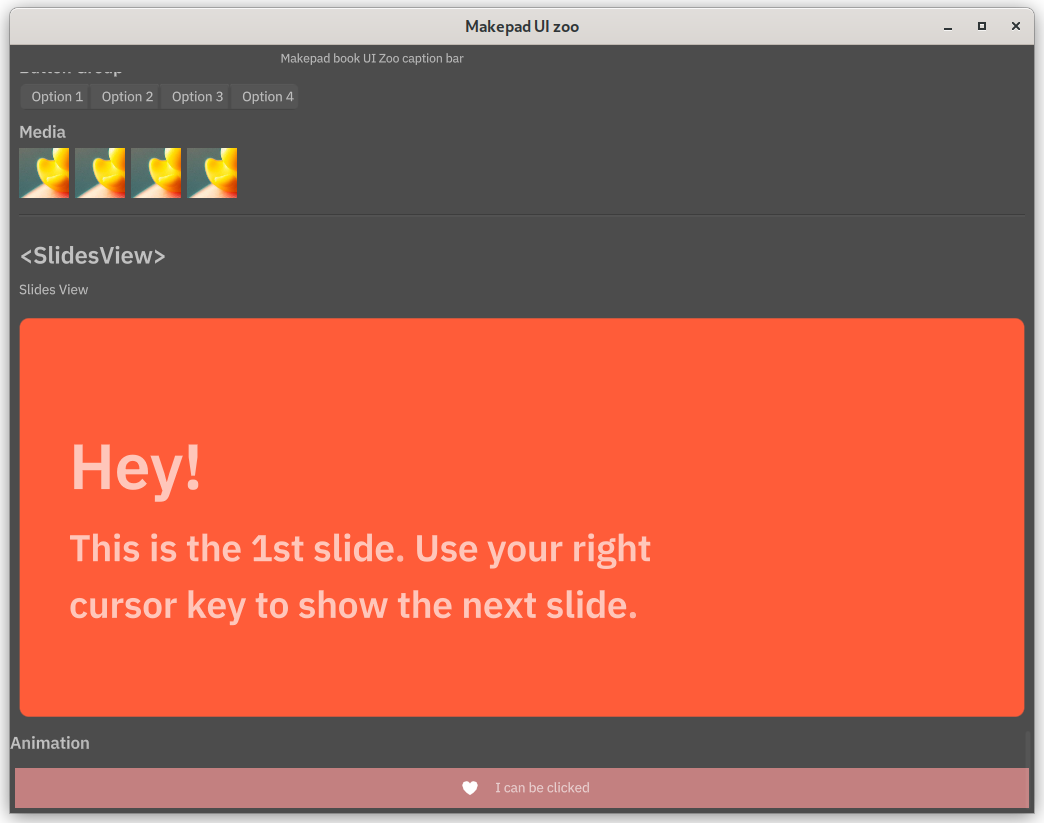 Makepad UI zoo
Makepad book UI Zoo caption bar
Option 1 Option 2 Option 3 Option 4
Media
<SlidesView>
Slides View
Hey!
This is the 1st slide. Use your right
cursor key to show the next slide.
Animation
I can be clicked